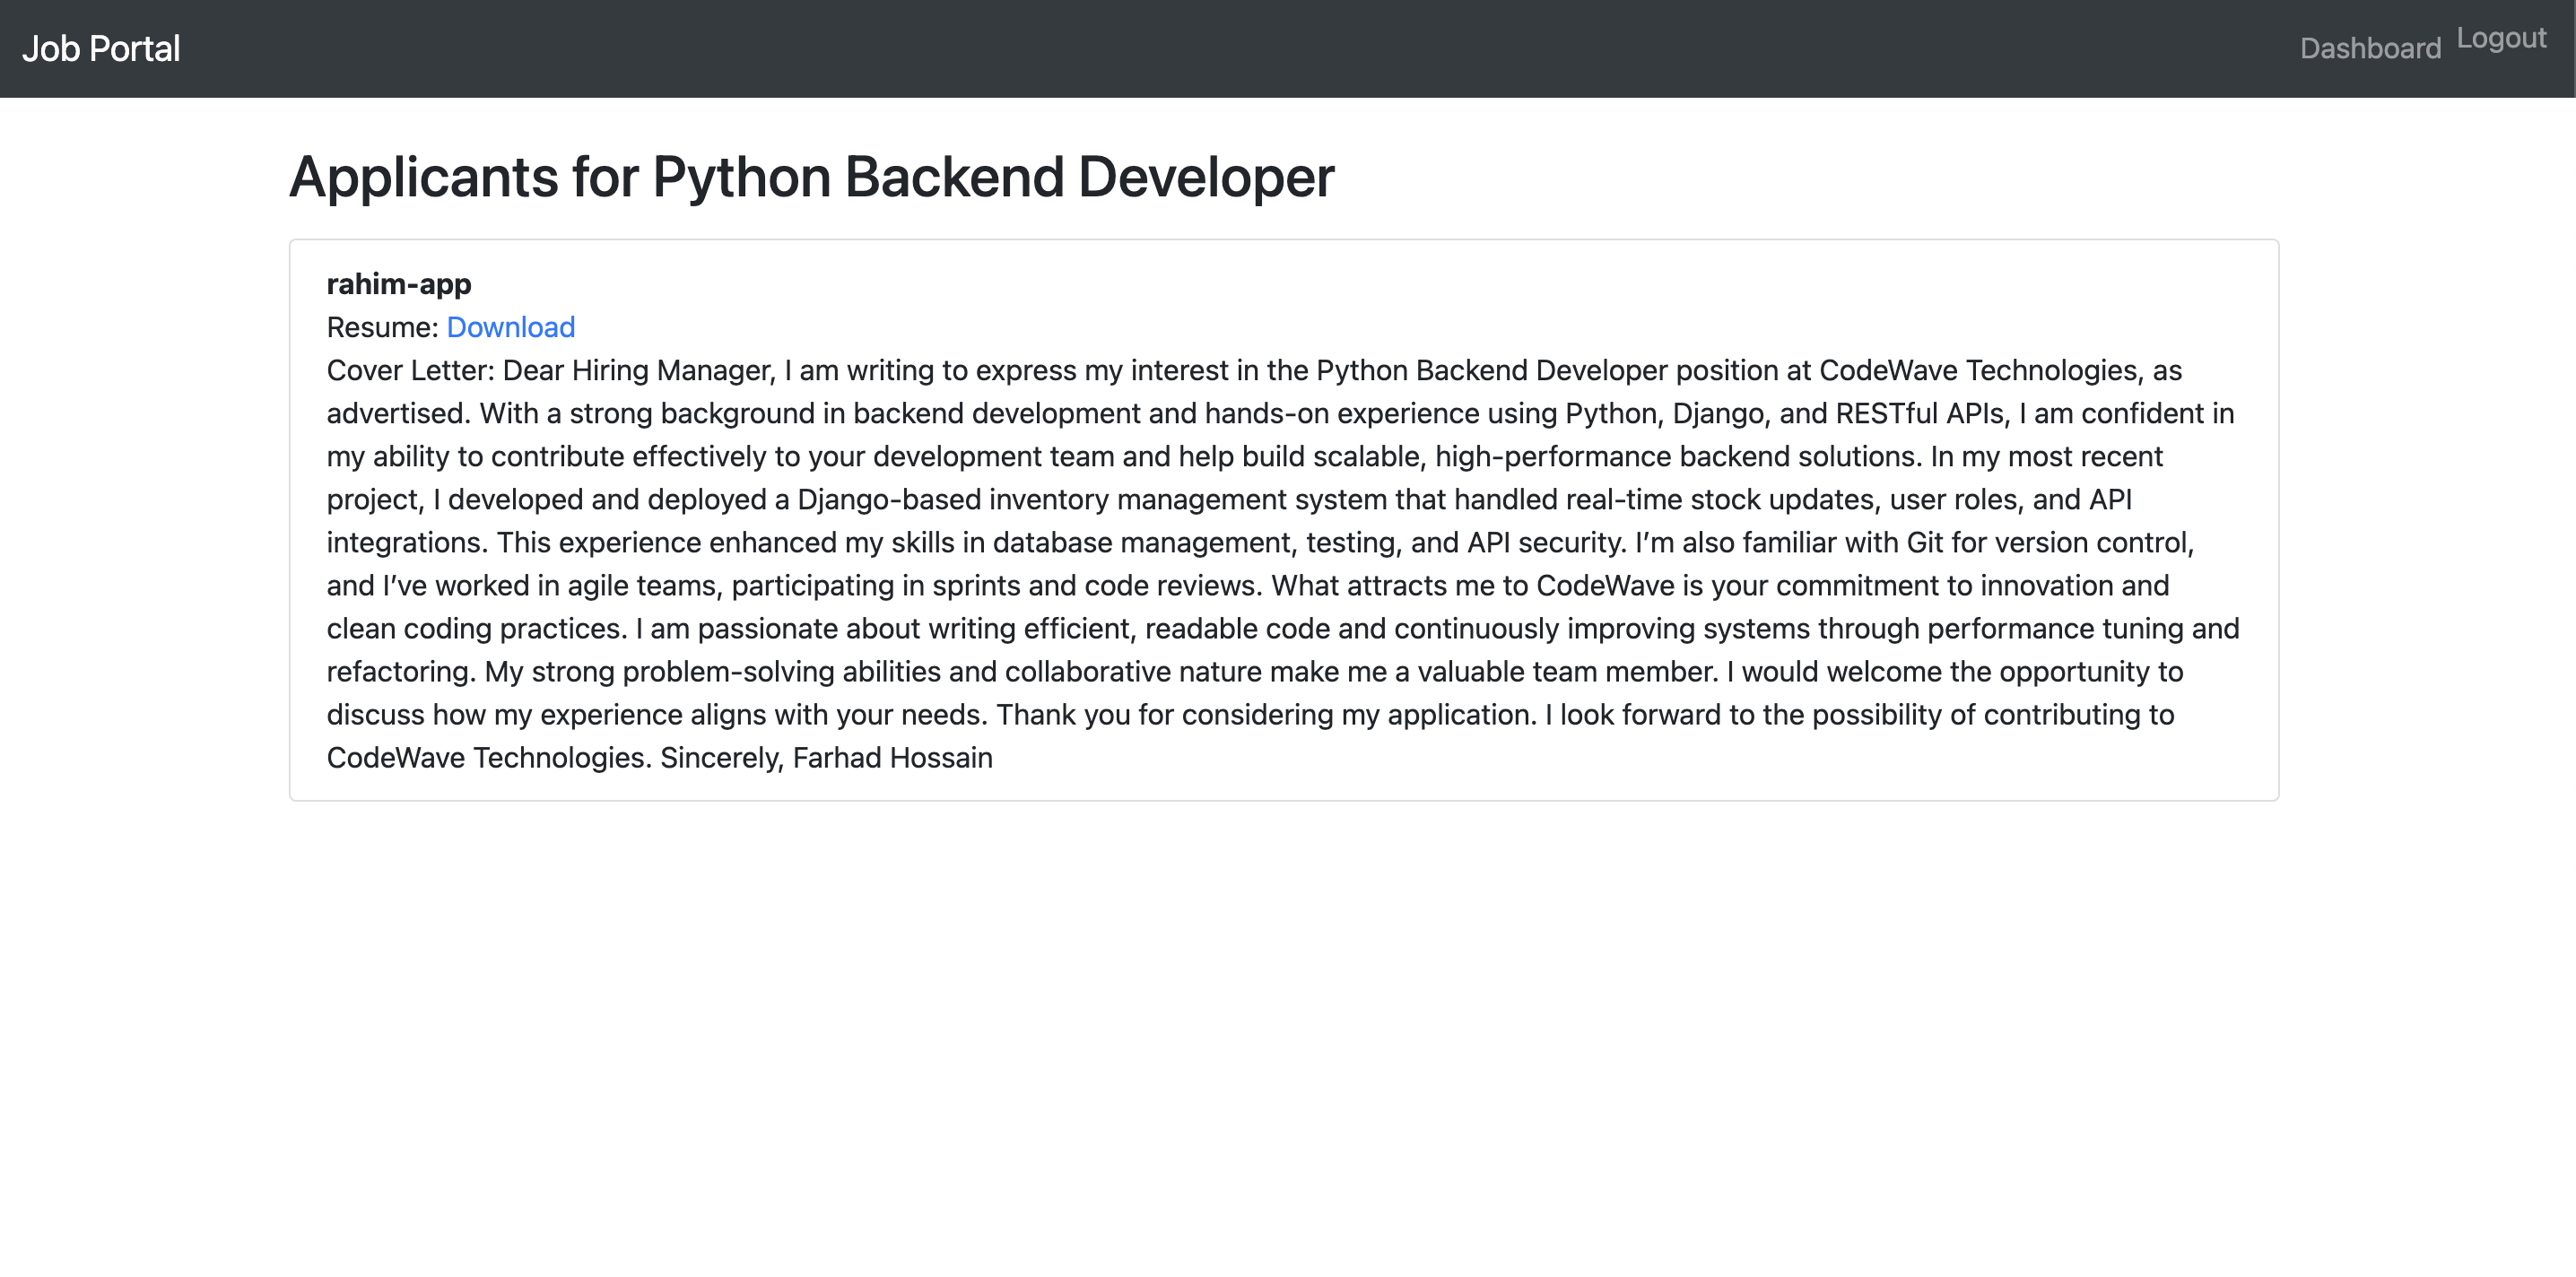 Job Portal
Dashboard
Logout
Applicants for Python Backend Developer
rahim-app
Resume: Download
Cover Letter: Dear Hiring Manager, I am writing to express my interest in the Python Backend Developer position at CodeWave Technologies, as
advertised. With a strong background in backend development and hands-on experience using Python, Django, and RESTful APIs, I am confident in
my ability to contribute effectively to your development team and help build scalable, high-performance backend solutions. In my most recent
project, I developed and deployed a Django-based inventory management system that handled real-time stock updates, user roles, and API
integrations. This experience enhanced my skills in database management, testing, and API security. I’m also familiar with Git for version control,
and I’ve worked in agile teams, participating in sprints and code reviews. What attracts me to CodeWave is your commitment to innovation and
clean coding practices. I am passionate about writing efficient, readable code and continuously improving systems through performance tuning and
refactoring. My strong problem-solving abilities and collaborative nature make me a valuable team member. I would welcome the opportunity to
discuss how my experience aligns with your needs. Thank you for considering my application. I look forward to the possibility of contributing to
CodeWave Technologies. Sincerely, Farhad Hossain